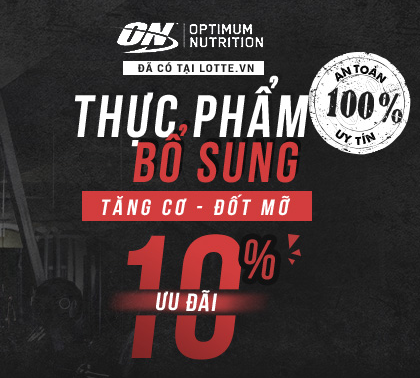 ON OPTIMUM
NUTRITION
ĐÃ CÓ TẠI LOTTE.VN
THỰC PHẨM
BỔ SUNG
TĂNG CƠ - ĐỐT MỠ
AN TOÀN
100%
UY TÍN
10%
ƯU ĐÃI